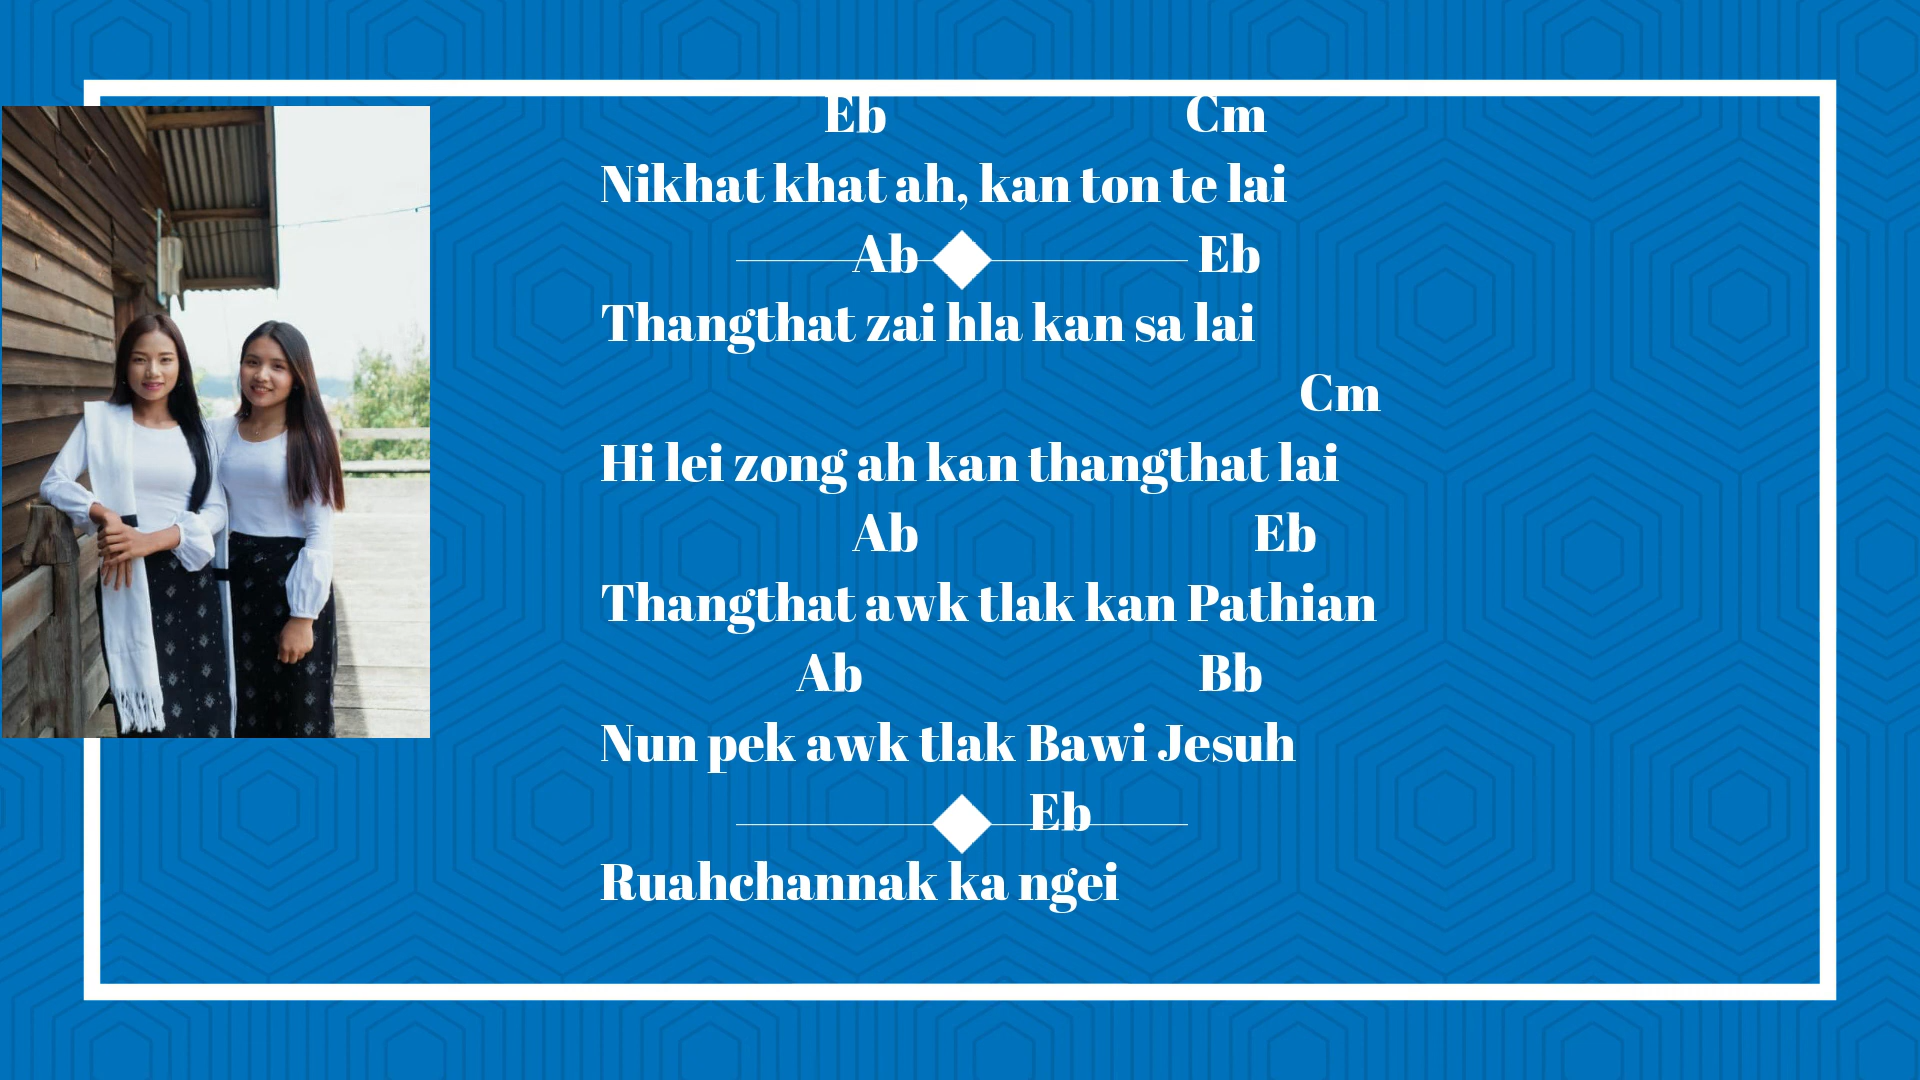 Eb Cm
Nikhat khat ah, kan ton te lai
Ab Eb
Thangthat zai hla kan sa lai
Cm
Hi lei zong ah kan thangthat lai
Ab Eb
Thangthat awk tlak kan Pathian
Ab Bb
Nun pek awk tlak Bawi Jesuh
Eb
Ruahchannak ka ngei